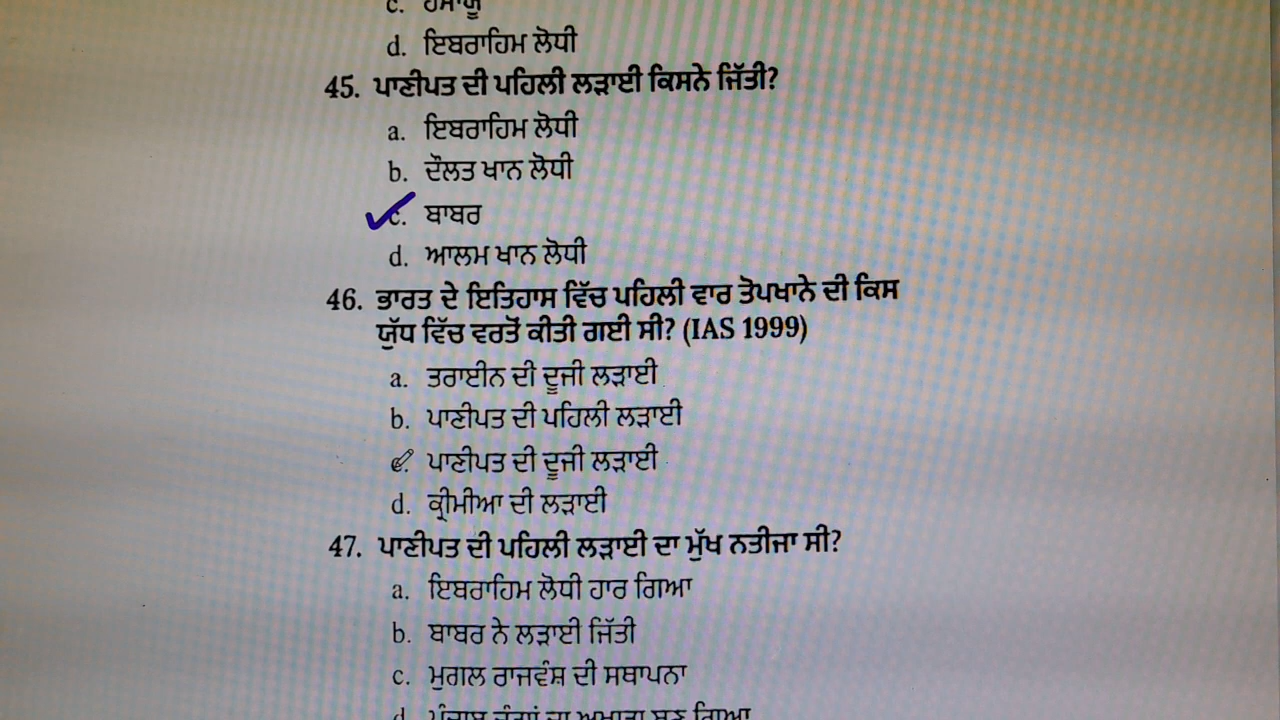 d. ਇਬਰਾਹਿਮ ਲੋਧੀ
45. ਪਾਣੀਪਤ ਦੀ ਪਹਿਲੀ ਲੜਾਈ ਕਿਸਨੇ ਜਿੱਤੀ?
a. ਇਬਰਾਹਿਮ ਲੋਧੀ
b. ਦੌਲਤ ਖਾਨ ਲੋਧੀ
c. ਬਾਬਰ
d. ਆਲਮ ਖਾਨ ਲੋਧੀ
46. ਭਾਰਤ ਦੇ ਇਤਿਹਾਸ ਵਿੱਚ ਪਹਿਲੀ ਵਾਰ ਤੋਪਖਾਨੇ ਦੀ ਕਿਸ
ਯੁੱਧ ਵਿੱਚ ਵਰਤੋਂ ਕੀਤੀ ਗਈ ਸੀ? (IAS 1999)
a. ਤਰਾਈਨ ਦੀ ਦੂਜੀ ਲੜਾਈ
b. ਪਾਣੀਪਤ ਦੀ ਪਹਿਲੀ ਲੜਾਈ
c. ਪਾਣੀਪਤ ਦੀ ਦੂਜੀ ਲੜਾਈ
d. ਕ੍ਰੀਮੀਆ ਦੀ ਲੜਾਈ
47. ਪਾਣੀਪਤ ਦੀ ਪਹਿਲੀ ਲੜਾਈ ਦਾ ਮੁੱਖ ਨਤੀਜਾ ਸੀ?
a. ਇਬਰਾਹਿਮ ਲੋਧੀ ਹਾਰ ਗਿਆ
b. ਬਾਬਰ ਨੇ ਲੜਾਈ ਜਿੱਤੀ
c. ਮੁਗਲ ਰਾਜਵੰਸ਼ ਦੀ ਸਥਾਪਨਾ